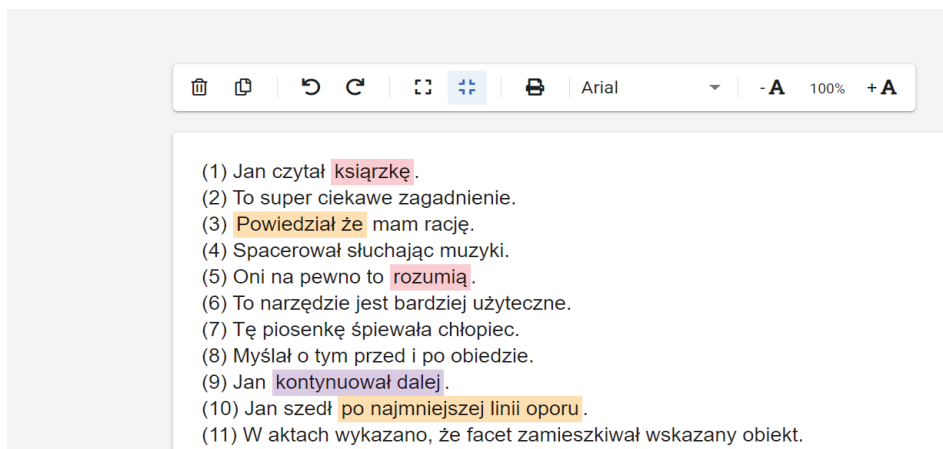 Arial - A 100% + A
(1) Jan czytał książrkę.
(2) To super ciekawe zagadnienie.
(3) Powiedział że mam rację.
(4) Spacerował słuchając muzyki.
(5) Oni na pewno to rozumią.
(6) To narzędzie jest bardziej użyteczne.
(7) Tę piosenkę śpiewała chłopiec.
(8) Myślał o tym przed i po obiedzie.
(9) Jan kontynuował dalej.
(10) Jan szedł po najmniejszej linii oporu.
(11) W aktach wykazano, że facet zamieszkiwał wskazany obiekt.